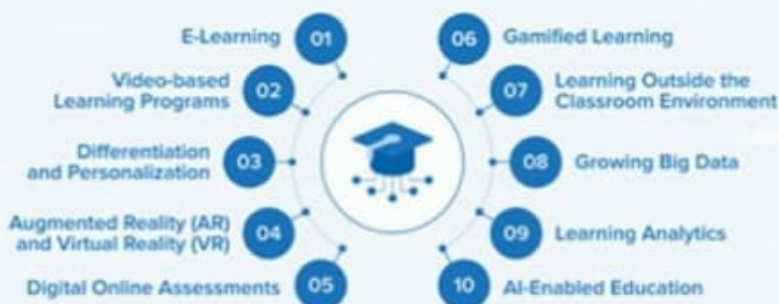 E-Learning
01
Video-based
Learning Programs
02
Differentiation
and Personalization
03
Augmented Reality (AR)
and Virtual Reality (VR)
04
Digital Online Assessments
05
06
Gamified Learning
07
Learning Outside the
Classroom Environment
08
Growing Big Data
09
Learning Analytics
10
AI-Enabled Education